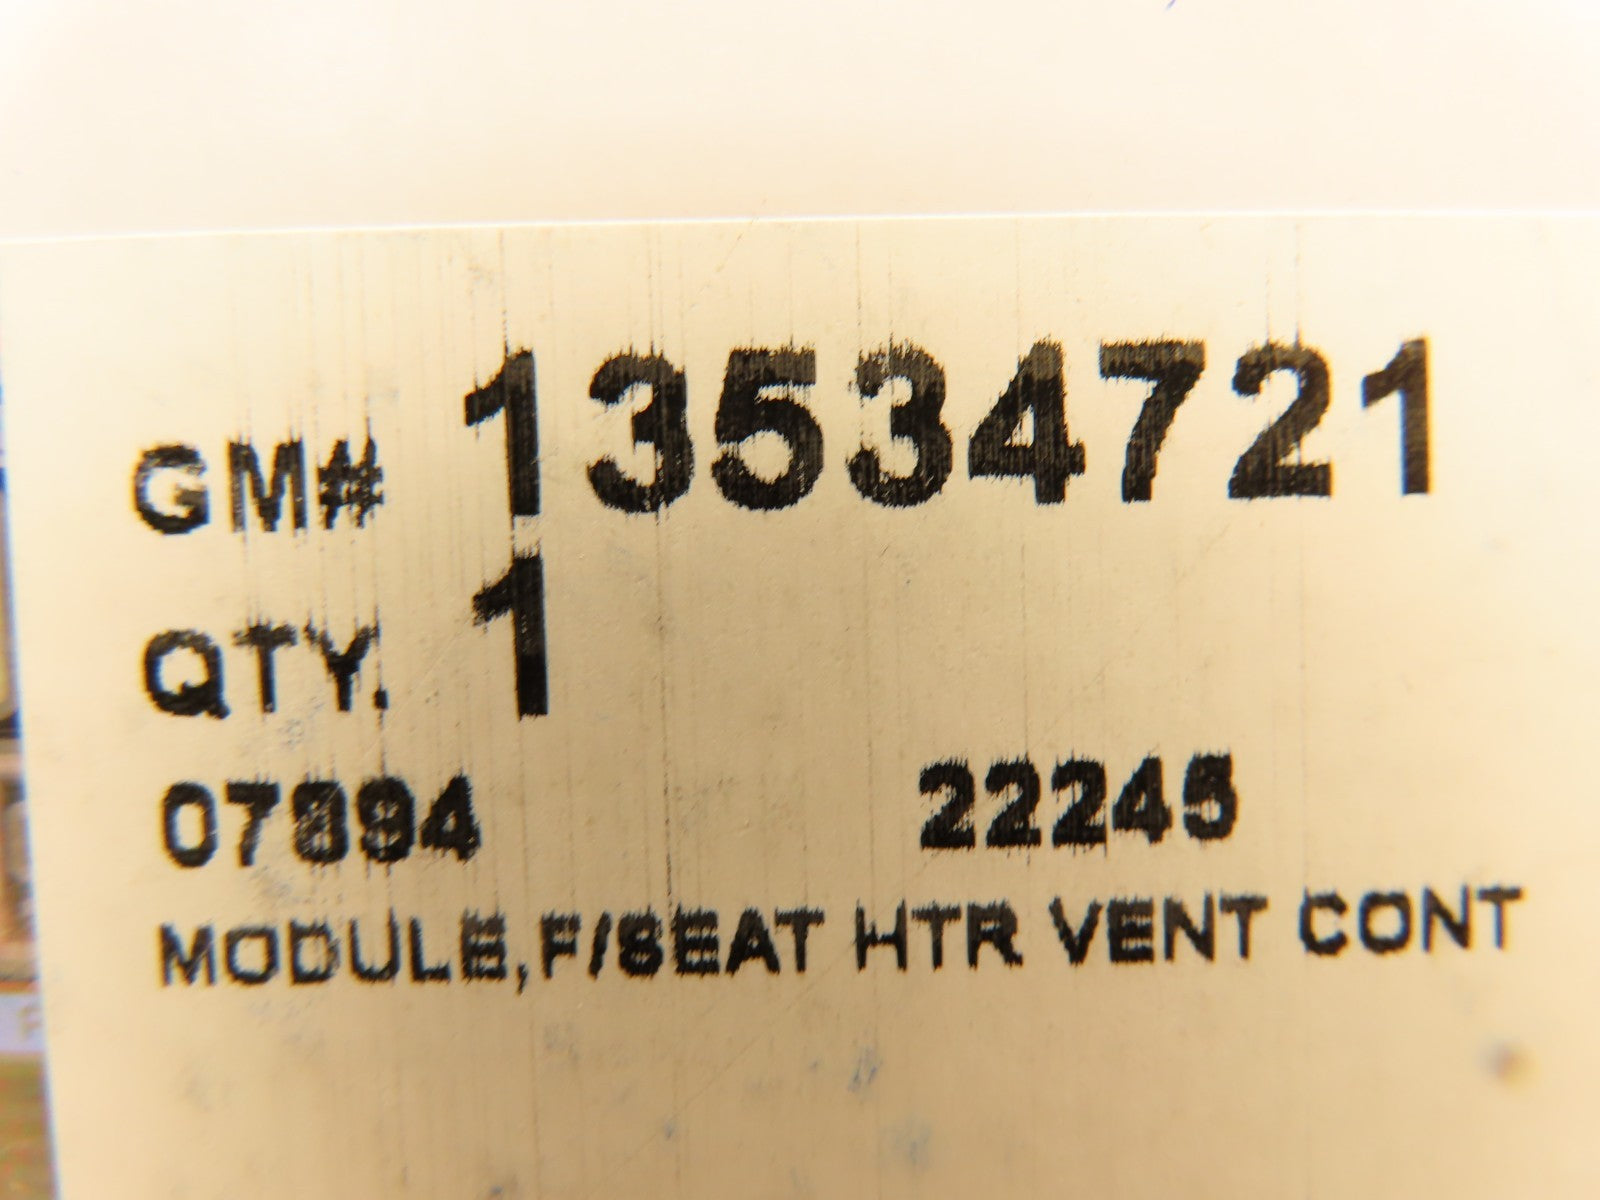 GM# 13534721
QTY. 1
07894 22245
MODULE,F/SEAT HTR VENT CONT